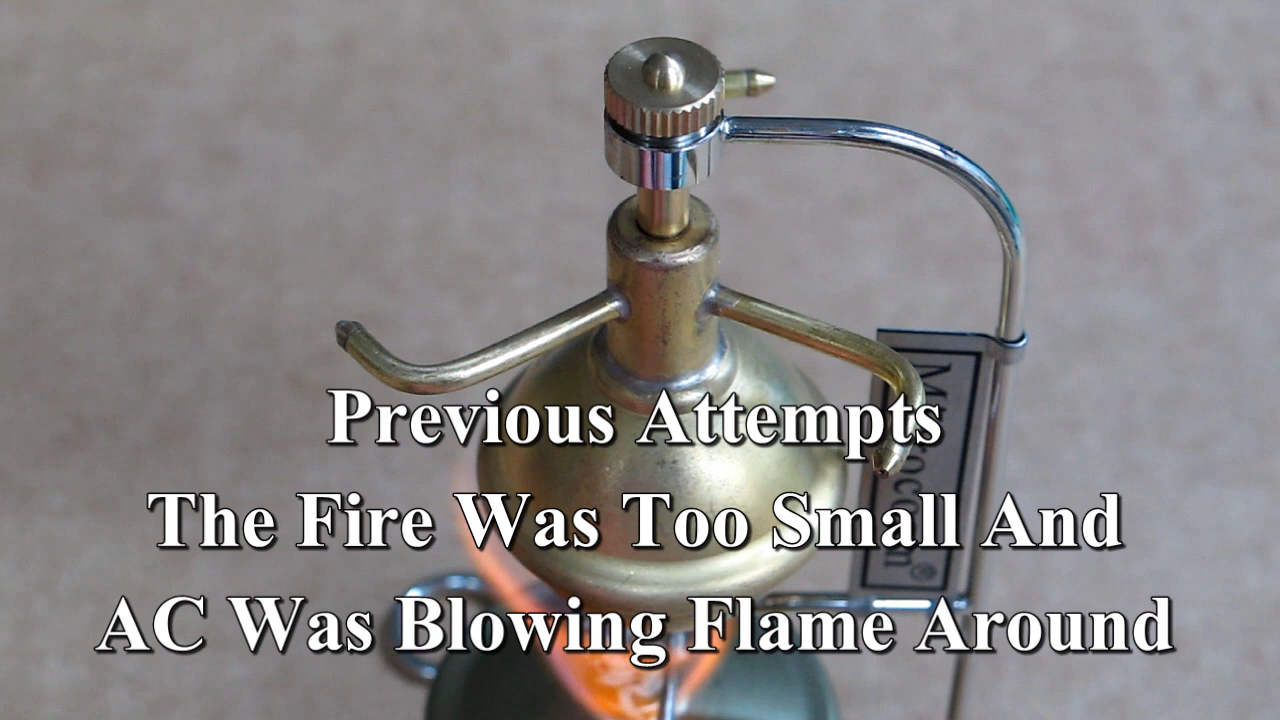 Previous Attempts
The Fire Was Too Small And
AC Was Blowing Flame Around